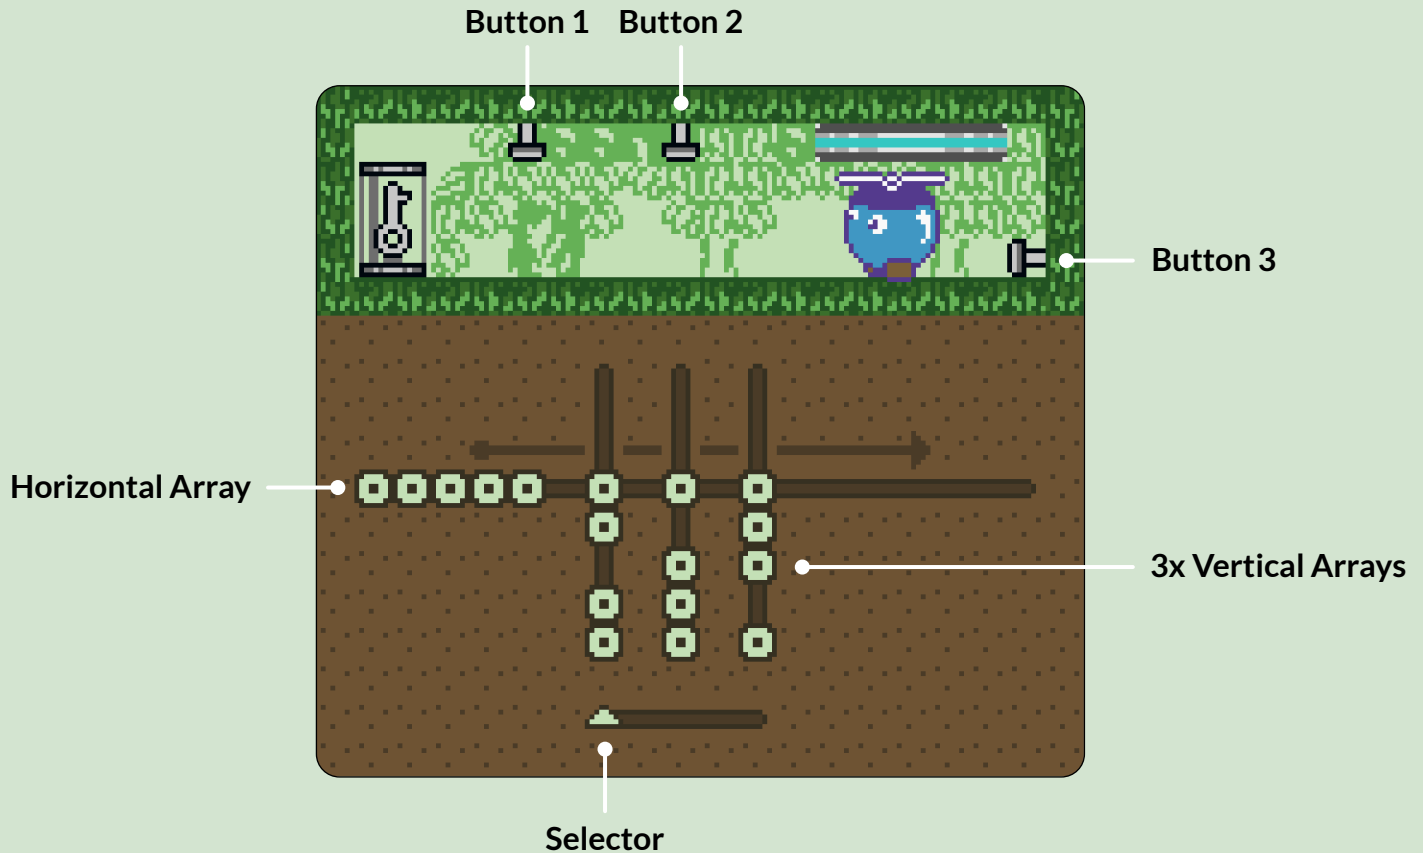 Button 1
Button 2
Button 3
Horizontal Array
3x Vertical Arrays
Selector